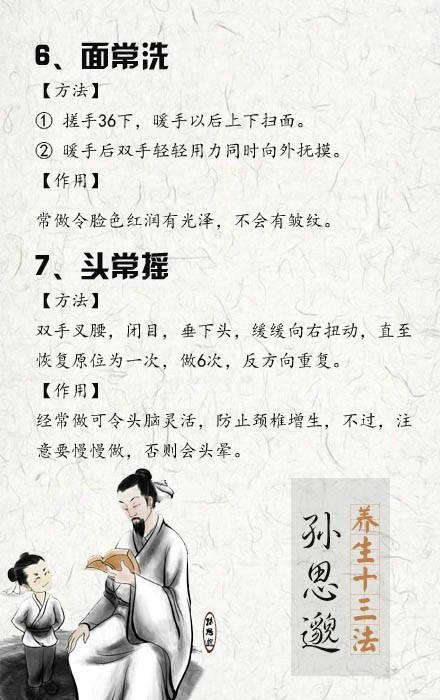 6、面常洗
【方法】
① 搓手36下，暖手以后上下扫面。
② 暖手后双手轻轻用力同时向外抚摸。
【作用】
常做令脸色红润有光泽，不会有皱纹。
7、头常摇
【方法】
双手叉腰，闭目，垂下头，缓缓向右扭动，直至
恢复原位为一次，做6次，反方向重复。
【作用】
经常做可令头脑灵活，防止颈椎增生，不过，注
意要慢慢做，否则会头晕。
养生十三法
孙思邈